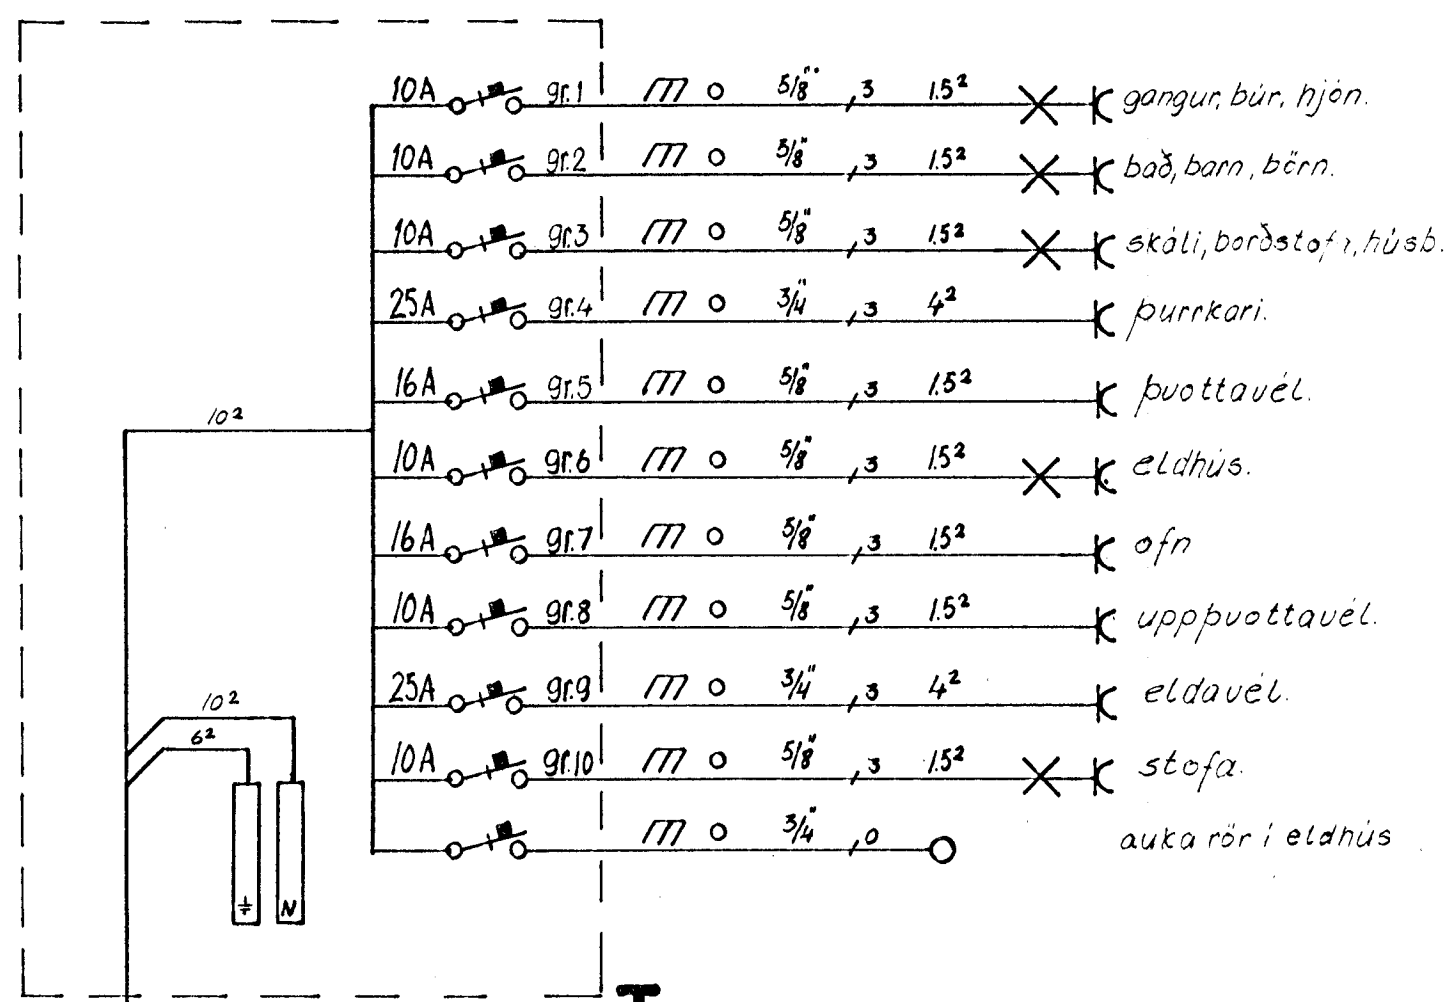 10A gr.1 5/8" 3 1.5² gangur, búr, hjón.
10A gr.2 5/8" 3 1.5² bað, barn, börn.
10A gr.3 5/8" 3 1.5² skáli, borðstofa, húsb.
25A gr.4 3/4" 3 4² þurrkari.
16A gr.5 5/8" 3 1.5² þvottavél.
10²
10A gr.6 5/8" 3 1.5² eldhús.
16A gr.7 5/8" 3 1.5² ofn
10A gr.8 5/8" 3 1.5² uppþvottavél.
25A gr.9 3/4" 3 4² eldavél.
10²
6²
10A gr.10 5/8" 3 1.5² stofa.
3/4" 0 auka rör í eldhús
N